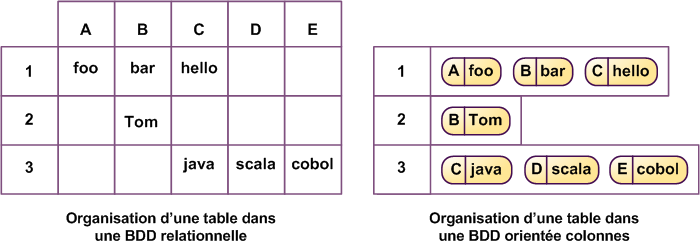 A B C D E
1 foo bar hello
2 Tom
3 java scala cobol
Organisation d'une table dans
une BDD relationnelle
1 A foo B bar C hello
2 B Tom
3 C java D scala E cobol
Organisation d'une table dans
une BDD orientée colonnes